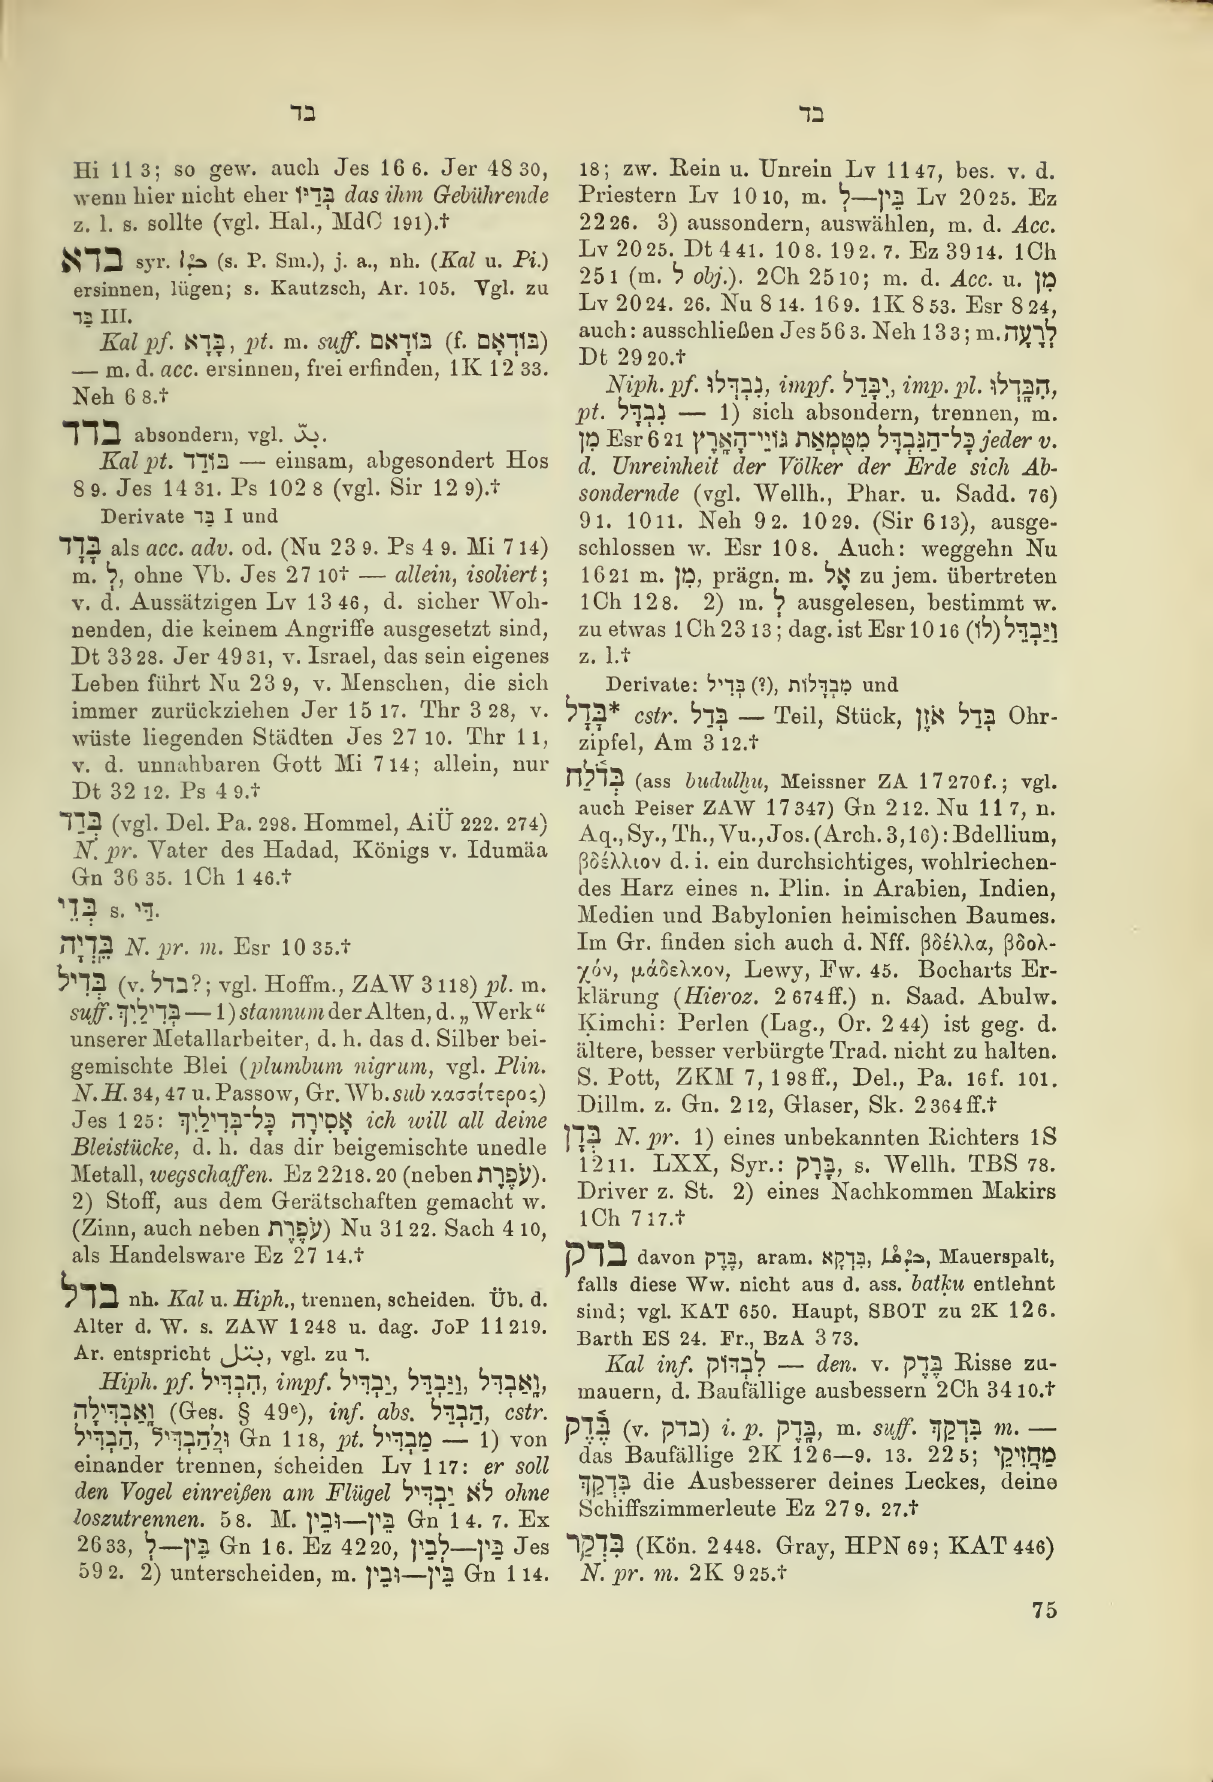 בד
בד
Hi 11 3; so gew. auch Jes 16 6. Jer 48 30,
wenn hier nicht eher בַּדָּיו das ihm Gebührende
z. l. s. sollte (vgl. Hal., MdC 191).†
בדא syr. (s. P. Sm.), j. a., nh. (Kal u. Pi.)
ersinnen, lügen; s. Kautzsch, Ar. 105. Vgl. zu
בַּד III.
Kal pf. בָּדָא, pt. m. suff. בּוֹדָאם (f. בּוֹדְאָם)
— m. d. acc. ersinnen, frei erfinden, 1K 12 33.
Neh 6 8.†
בדד absondern, vgl. بدّ.
Kal pt. בּוֹדֵד — einsam, abgesondert Hos
8 9. Jes 14 31. Ps 102 8 (vgl. Sir 12 9).†
Derivate בַּד I und
בָּדָד als acc. adv. od. (Nu 23 9. Ps 4 9. Mi 7 14)
m. לְ, ohne Vb. Jes 27 10† — allein, isoliert;
v. d. Aussätzigen Lv 13 46, d. sicher Woh-
nenden, die keinem Angriffe ausgesetzt sind,
Dt 33 28. Jer 49 31, v. Israel, das sein eigenes
Leben führt Nu 23 9, v. Menschen, die sich
immer zurückziehen Jer 15 17. Thr 3 28, v.
wüste liegenden Städten Jes 27 10. Thr 1 1,
v. d. unnahbaren Gott Mi 7 14; allein, nur
Dt 32 12. Ps 4 9.†
בְּדַד (vgl. Del. Pa. 298. Hommel, AiÜ 222. 274)
N. pr. Vater des Hadad, Königs v. Idumäa
Gn 36 35. 1Ch 1 46.†
בְּדֵי s. דַּי.
בֵּדְיָה N. pr. m. Esr 10 35.†
בְּדִיל (v. בדל?; vgl. Hoffm., ZAW 3 118) pl. m.
suff. בְּדִילַיִךְ — 1) stannum der Alten, d. „Werk“
unserer Metallarbeiter, d. h. das d. Silber bei-
gemischte Blei (plumbum nigrum, vgl. Plin.
N.H. 34, 47 u. Passow, Gr. Wb. sub κασσίτερος)
Jes 1 25: אָסִירָה כָּל־בְּדִילָיִךְ ich will all deine
Bleistücke, d. h. das dir beigemischte unedle
Metall, wegschaffen. Ez 22 18. 20 (neben עֹפֶרֶת).
2) Stoff, aus dem Gerätschaften gemacht w.
(Zinn, auch neben עֹפֶרֶת) Nu 31 22. Sach 4 10,
als Handelsware Ez 27 14.†
בדל nh. Kal u. Hiph., trennen, scheiden. Üb. d.
Alter d. W. s. ZAW 1 248 u. dag. JoP 11 219.
Ar. entspricht بتل, vgl. zu ד.
Hiph. pf. הִבְדִּיל, impf. יַבְדִּיל, וַיַּבְדֵּל, וָאַבְדִּל,
וָאַבְדִּילָה (Ges. § 49e), inf. abs. הַבְדֵּל, cstr.
הַבְדִּיל, וּלֲהַבְדִּיל Gn 1 18, pt. מַבְדִּיל — 1) von
einander trennen, scheiden Lv 1 17: er soll
den Vogel einreißen am Flügel לֹא יַבְדִּיל ohne
loszutrennen. 5 8. M. בֵּין—וּבֵין Gn 1 4. 7. Ex
26 33, בֵּין—לְ Gn 1 6. Ez 42 20, בֵּין—לְבֵין Jes
59 2. 2) unterscheiden, m. בֵּין—וּבֵין Gn 1 14.
18; zw. Rein u. Unrein Lv 11 47, bes. v. d.
Priestern Lv 10 10, m. בֵּין—לְ Lv 20 25. Ez
22 26. 3) aussondern, auswählen, m. d. Acc.
Lv 20 25. Dt 4 41. 10 8. 19 2. 7. Ez 39 14. 1Ch
25 1 (m. לְ obj.). 2Ch 25 10; m. d. Acc. u. מִן
Lv 20 24. 26. Nu 8 14. 16 9. 1K 8 53. Esr 8 24,
auch: ausschließen Jes 56 3. Neh 13 3; m. לְרָעָה
Dt 29 20.†
Niph. pf. נִבְדְּלוּ, impf. יִבָּדֵל, imp. pl. הִבָּדְלוּ,
pt. נִבְדָּל — 1) sich absondern, trennen, m.
מִן Esr 6 21 כָּל־הַנִּבְדָּל מִטֻּמְאַת גּוֹיֵי־הָאָרֶץ jeder v.
d. Unreinheit der Völker der Erde sich Ab-
sondernde (vgl. Wellh., Phar. u. Sadd. 76)
9 1. 10 11. Neh 9 2. 10 29. (Sir 6 13), ausge-
schlossen w. Esr 10 8. Auch: weggehn Nu
16 21 m. מִן, prägn. m. אֶל zu jem. übertreten
1Ch 12 8. 2) m. לְ ausgelesen, bestimmt w.
zu etwas 1Ch 23 13; dag. ist Esr 10 16 וַיַּבְדֵּל (לוֹ)
z. l.†
Derivate: בְּדִיל (?), מִבְדָּלוֹת und
בָּדָל* cstr. בְּדַל — Teil, Stück, בְּדַל אֹזֶן Ohr-
zipfel, Am 3 12.†
בְּדֹלַח (ass budulḫu, Meissner ZA 17 270 f.; vgl.
auch Peiser ZAW 17 347) Gn 2 12. Nu 11 7, n.
Aq., Sy., Th., Vu., Jos. (Arch. 3, 16): Bdellium,
βδέλλιον d. i. ein durchsichtiges, wohlriechen-
des Harz eines n. Plin. in Arabien, Indien,
Medien und Babylonien heimischen Baumes.
Im Gr. finden sich auch d. Nff. βδέλλα, βδολ-
χόν, μάδελκον, Lewy, Fw. 45. Bocharts Er-
klärung (Hieroz. 2 674 ff.) n. Saad. Abulw.
Kimchi: Perlen (Lag., Or. 2 44) ist geg. d.
ältere, besser verbürgte Trad. nicht zu halten.
S. Pott, ZKM 7, 198 ff., Del., Pa. 16 f. 101.
Dillm. z. Gn. 2 12, Glaser, Sk. 2 364 ff.†
בְּדָן N. pr. 1) eines unbekannten Richters 1S
12 11. LXX, Syr.: בָּרָק, s. Wellh. TBS 78.
Driver z. St. 2) eines Nachkommen Makirs
1Ch 7 17.†
בדק davon בֶּדֶק, aram. בִּדְקָא, Mauerspalt,
falls diese Ww. nicht aus d. ass. batḳu entlehnt
sind; vgl. KAT 650. Haupt, SBOT zu 2K 12 6.
Barth ES 24. Fr., BzA 3 73.
Kal inf. לִבְדּוֹק — den. v. בֶּדֶק Risse zu-
mauern, d. Baufällige ausbessern 2Ch 34 10.†
בֶּדֶק (v. בדק) i. p. בָּדֶק, m. suff. בִּדְקֵךְ m. —
das Baufällige 2K 12 6—9. 13. 22 5; מַחֲזִיקֵי
בִּדְקֵךְ die Ausbesserer deines Leckes, deine
Schiffszimmerleute Ez 27 9. 27.†
בִּדְקַר (Kön. 2 448. Gray, HPN 69; KAT 446)
N. pr. m. 2K 9 25.†
75